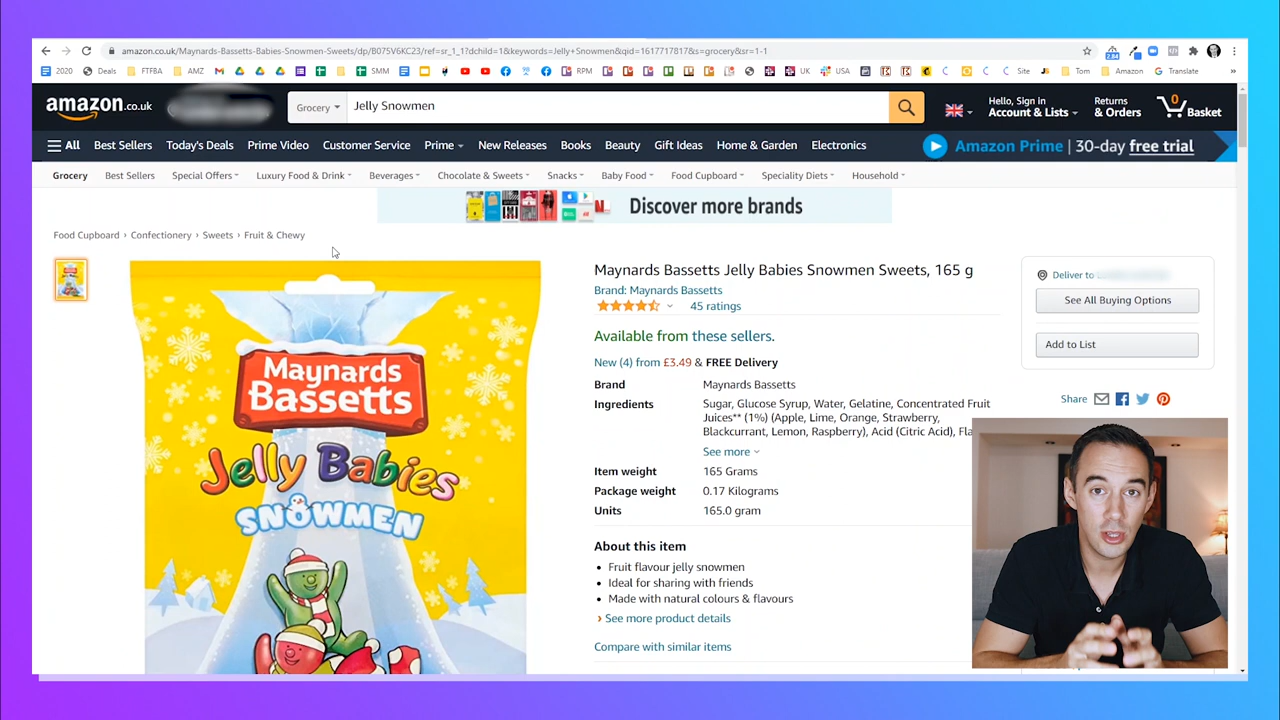 amazon.co.uk/Maynards-Bassetts-Babies-Snowmen-Sweets/dp/B075V6KC23/ref=sr_1_1?dchild=1&keywords=Jelly+Snowmen&qid=1617717817&s=grocery&sr=1-1
2.84
2020 Deals FTFBA AMZ SMM RPM UK USA Site Tom Amazon Translate »
amazon.co.uk
Grocery Jelly Snowmen
Hello, Sign in
Account & Lists
Returns
& Orders
0
Basket
All Best Sellers Today's Deals Prime Video Customer Service Prime New Releases Books Beauty Gift Ideas Home & Garden Electronics
Amazon Prime | 30-day free trial
Grocery Best Sellers Special Offers Luxury Food & Drink Beverages Chocolate & Sweets Snacks Baby Food Food Cupboard Speciality Diets Household
Discover more brands
Food Cupboard › Confectionery › Sweets › Fruit & Chewy
Maynards
Bassetts
Jelly Babies
SNOWMEN
Maynards Bassetts Jelly Babies Snowmen Sweets, 165 g
Brand: Maynards Bassetts
45 ratings
Available from these sellers.
New (4) from £3.49 & FREE Delivery
Brand Maynards Bassetts
Ingredients Sugar, Glucose Syrup, Water, Gelatine, Concentrated Fruit
Juices** (1%) (Apple, Lime, Orange, Strawberry,
Blackcurrant, Lemon, Raspberry), Acid (Citric Acid), Fla
See more
Item weight 165 Grams
Package weight 0.17 Kilograms
Units 165.0 gram
About this item
• Fruit flavour jelly snowmen
• Ideal for sharing with friends
• Made with natural colours & flavours
› See more product details
Compare with similar items
Deliver to
See All Buying Options
Add to List
Share